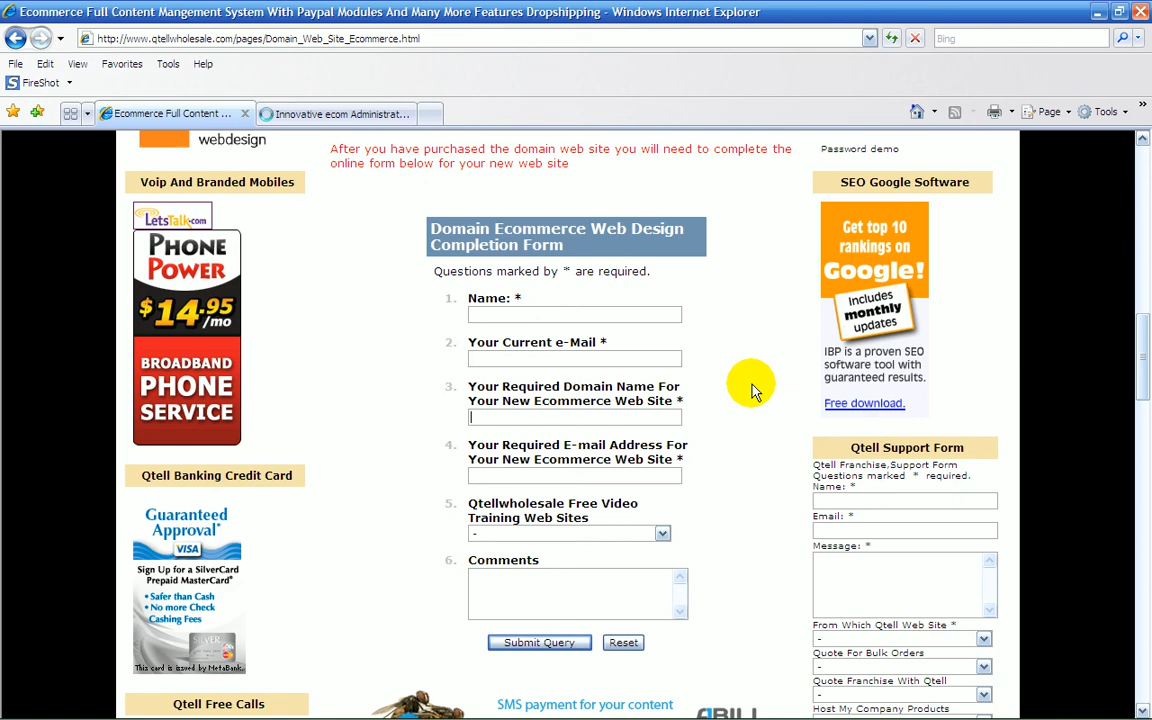 Ecommerce Full Content Mangement System With Paypal Modules And Many More Features Dropshipping - Windows Internet Explorer
http://www.qtellwholesale.com/pages/Domain_Web_Site_Ecommerce.html
Bing
File Edit View Favorites Tools Help
FireShot
Ecommerce Full Content ...
Innovative ecom Administrat...
Page Tools
webdesign
Voip And Branded Mobiles
LetsTalk.com
PHONE
POWER
$14.95
/mo
BROADBAND
PHONE
SERVICE
Qtell Banking Credit Card
Guaranteed
Approval*
VISA
Sign Up for a SilverCard
Prepaid MasterCard®
• Safer than Cash
• No more Check
Cashing Fees
SILVER
This card is issued by MetaBank.
Qtell Free Calls
After you have purchased the domain web site you will need to complete the
online form below for your new web site
Domain Ecommerce Web Design
Completion Form
Questions marked by * are required.
1. Name: *
2. Your Current e-Mail *
3. Your Required Domain Name For
Your New Ecommerce Web Site *
4. Your Required E-mail Address For
Your New Ecommerce Web Site *
5. Qtellwholesale Free Video
Training Web Sites
-
6. Comments
Submit Query Reset
SMS payment for your content
Password demo
SEO Google Software
Get top 10
rankings on
Google!
Includes
monthly
updates
IBP is a proven SEO
software tool with
guaranteed results.
Free download.
Qtell Support Form
Qtell Franchise,Support Form
Questions marked * required.
Name: *
Email: *
Message: *
From Which Qtell Web Site *
-
Quote For Bulk Orders
-
Quote Franchise With Qtell
-
Host My Company Products